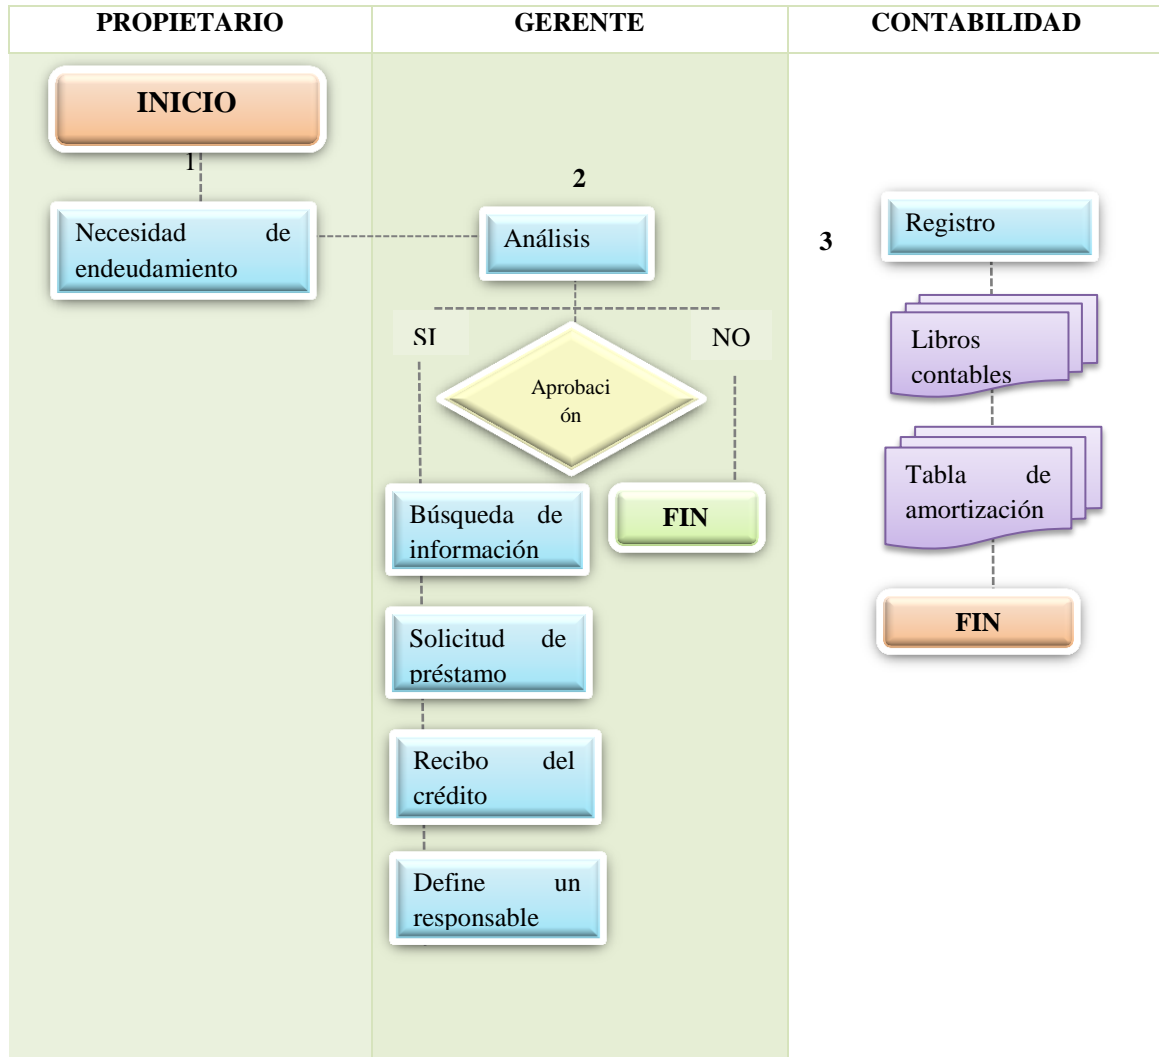 PROPIETARIO
GERENTE
CONTABILIDAD
INICIO
1
Necesidad de
endeudamiento
2
Análisis
SI
NO
Aprobaci
ón
Búsqueda de
información
FIN
Solicitud de
préstamo
Recibo del
crédito
Define un
responsable
3
Registro
Libros
contables
Tabla de
amortización
FIN